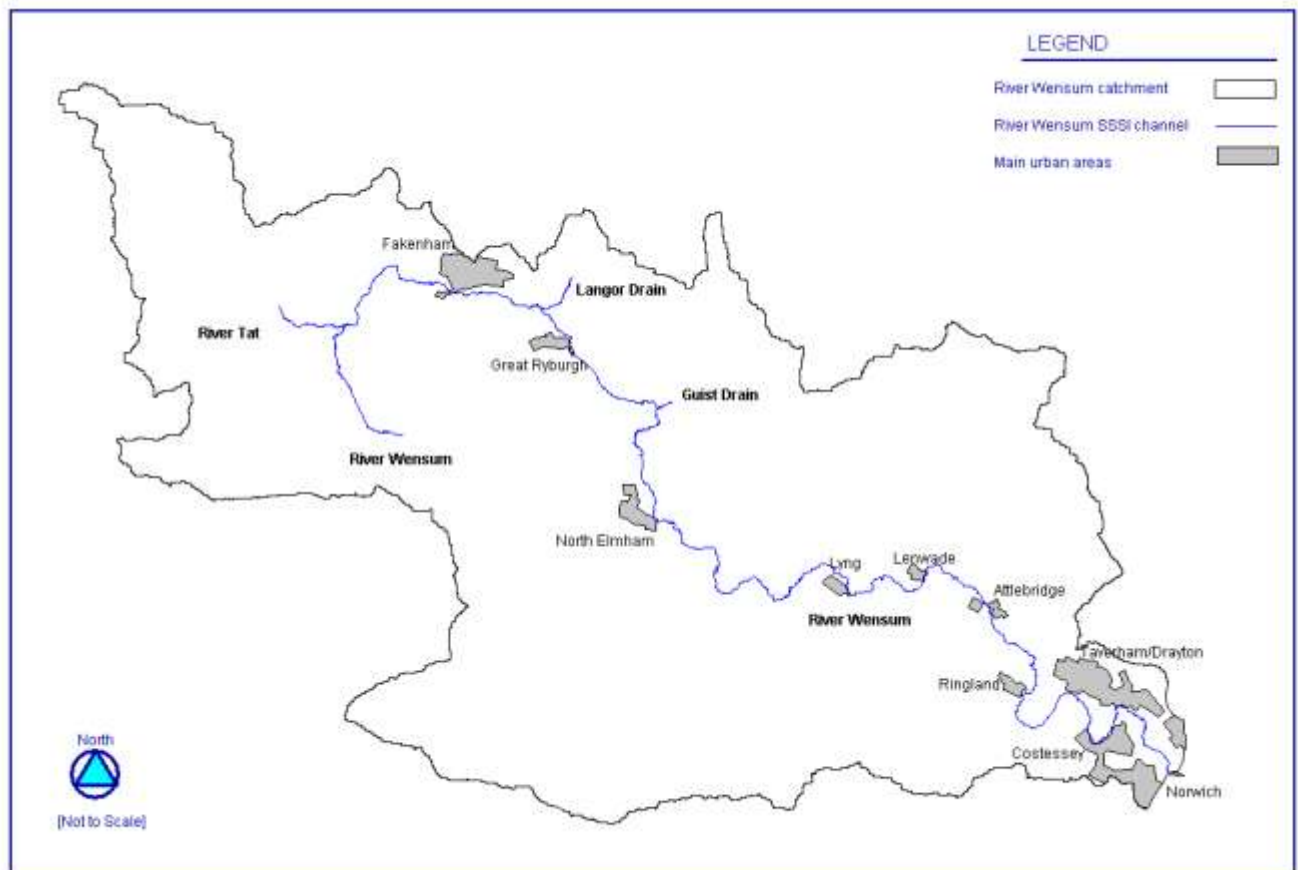 LEGEND
River Wensum catchment
River Wensum SSSI channel
Main urban areas
Fakenham
Langor Drain
River Tat
Great Ryburgh
Guist Drain
River Wensum
North Elmham
Lyng
Lenwade
Attlebridge
River Wensum
Taverham/Drayton
Ringland
Costessey
Norwich
North
[Not to Scale]